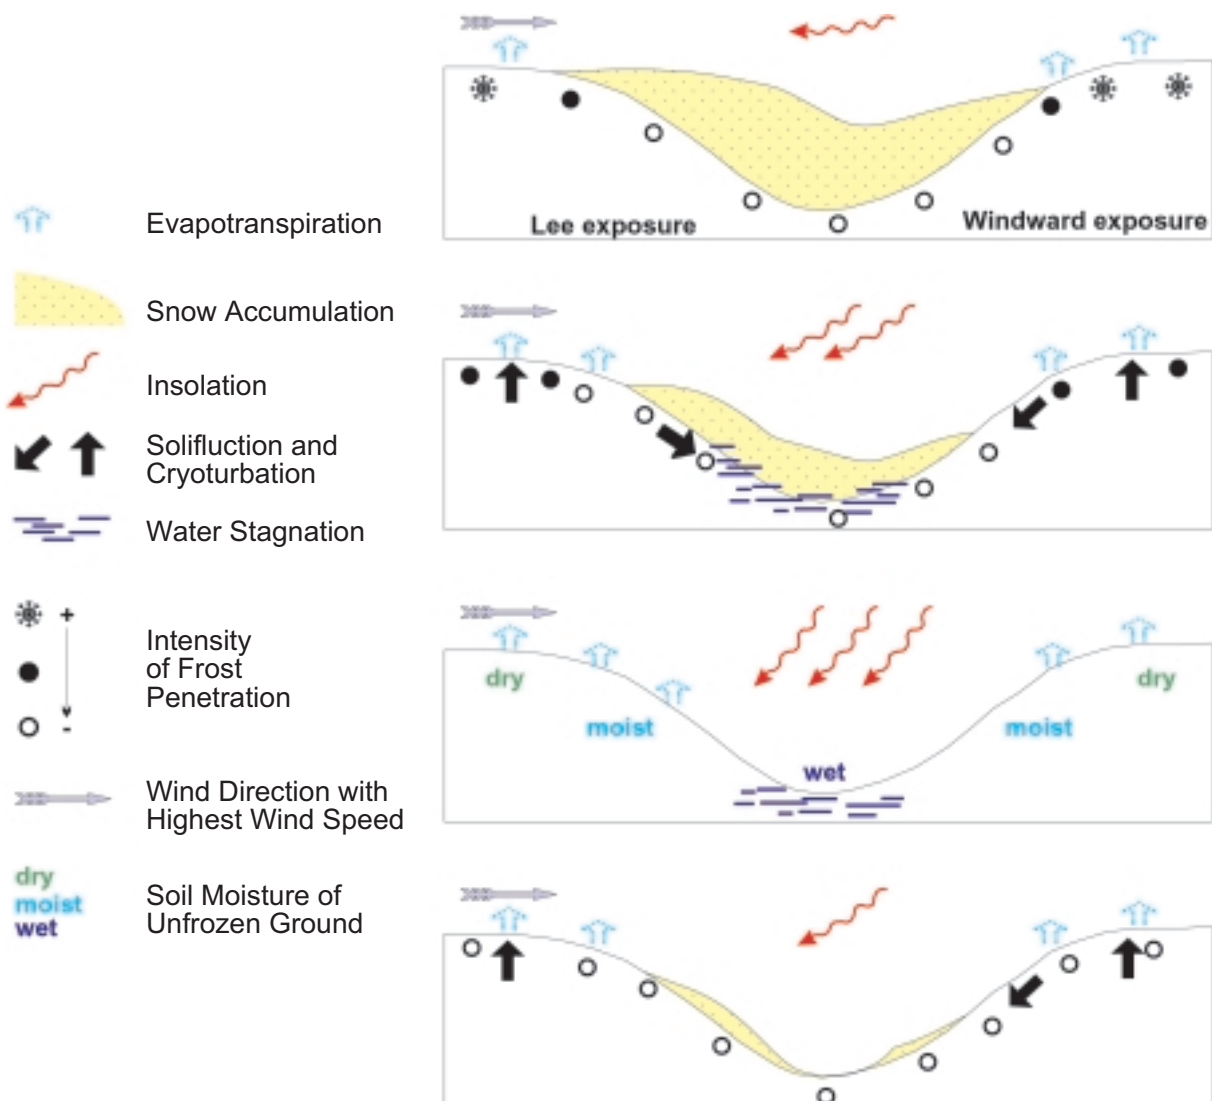 Lee exposure
Windward exposure
Evapotranspiration
Snow Accumulation
Insolation
Solifluction and
Cryoturbation
Water Stagnation
+
Intensity
of Frost
Penetration
-
dry
dry
moist
moist
wet
Wind Direction with
Highest Wind Speed
dry
moist
wet
Soil Moisture of
Unfrozen Ground